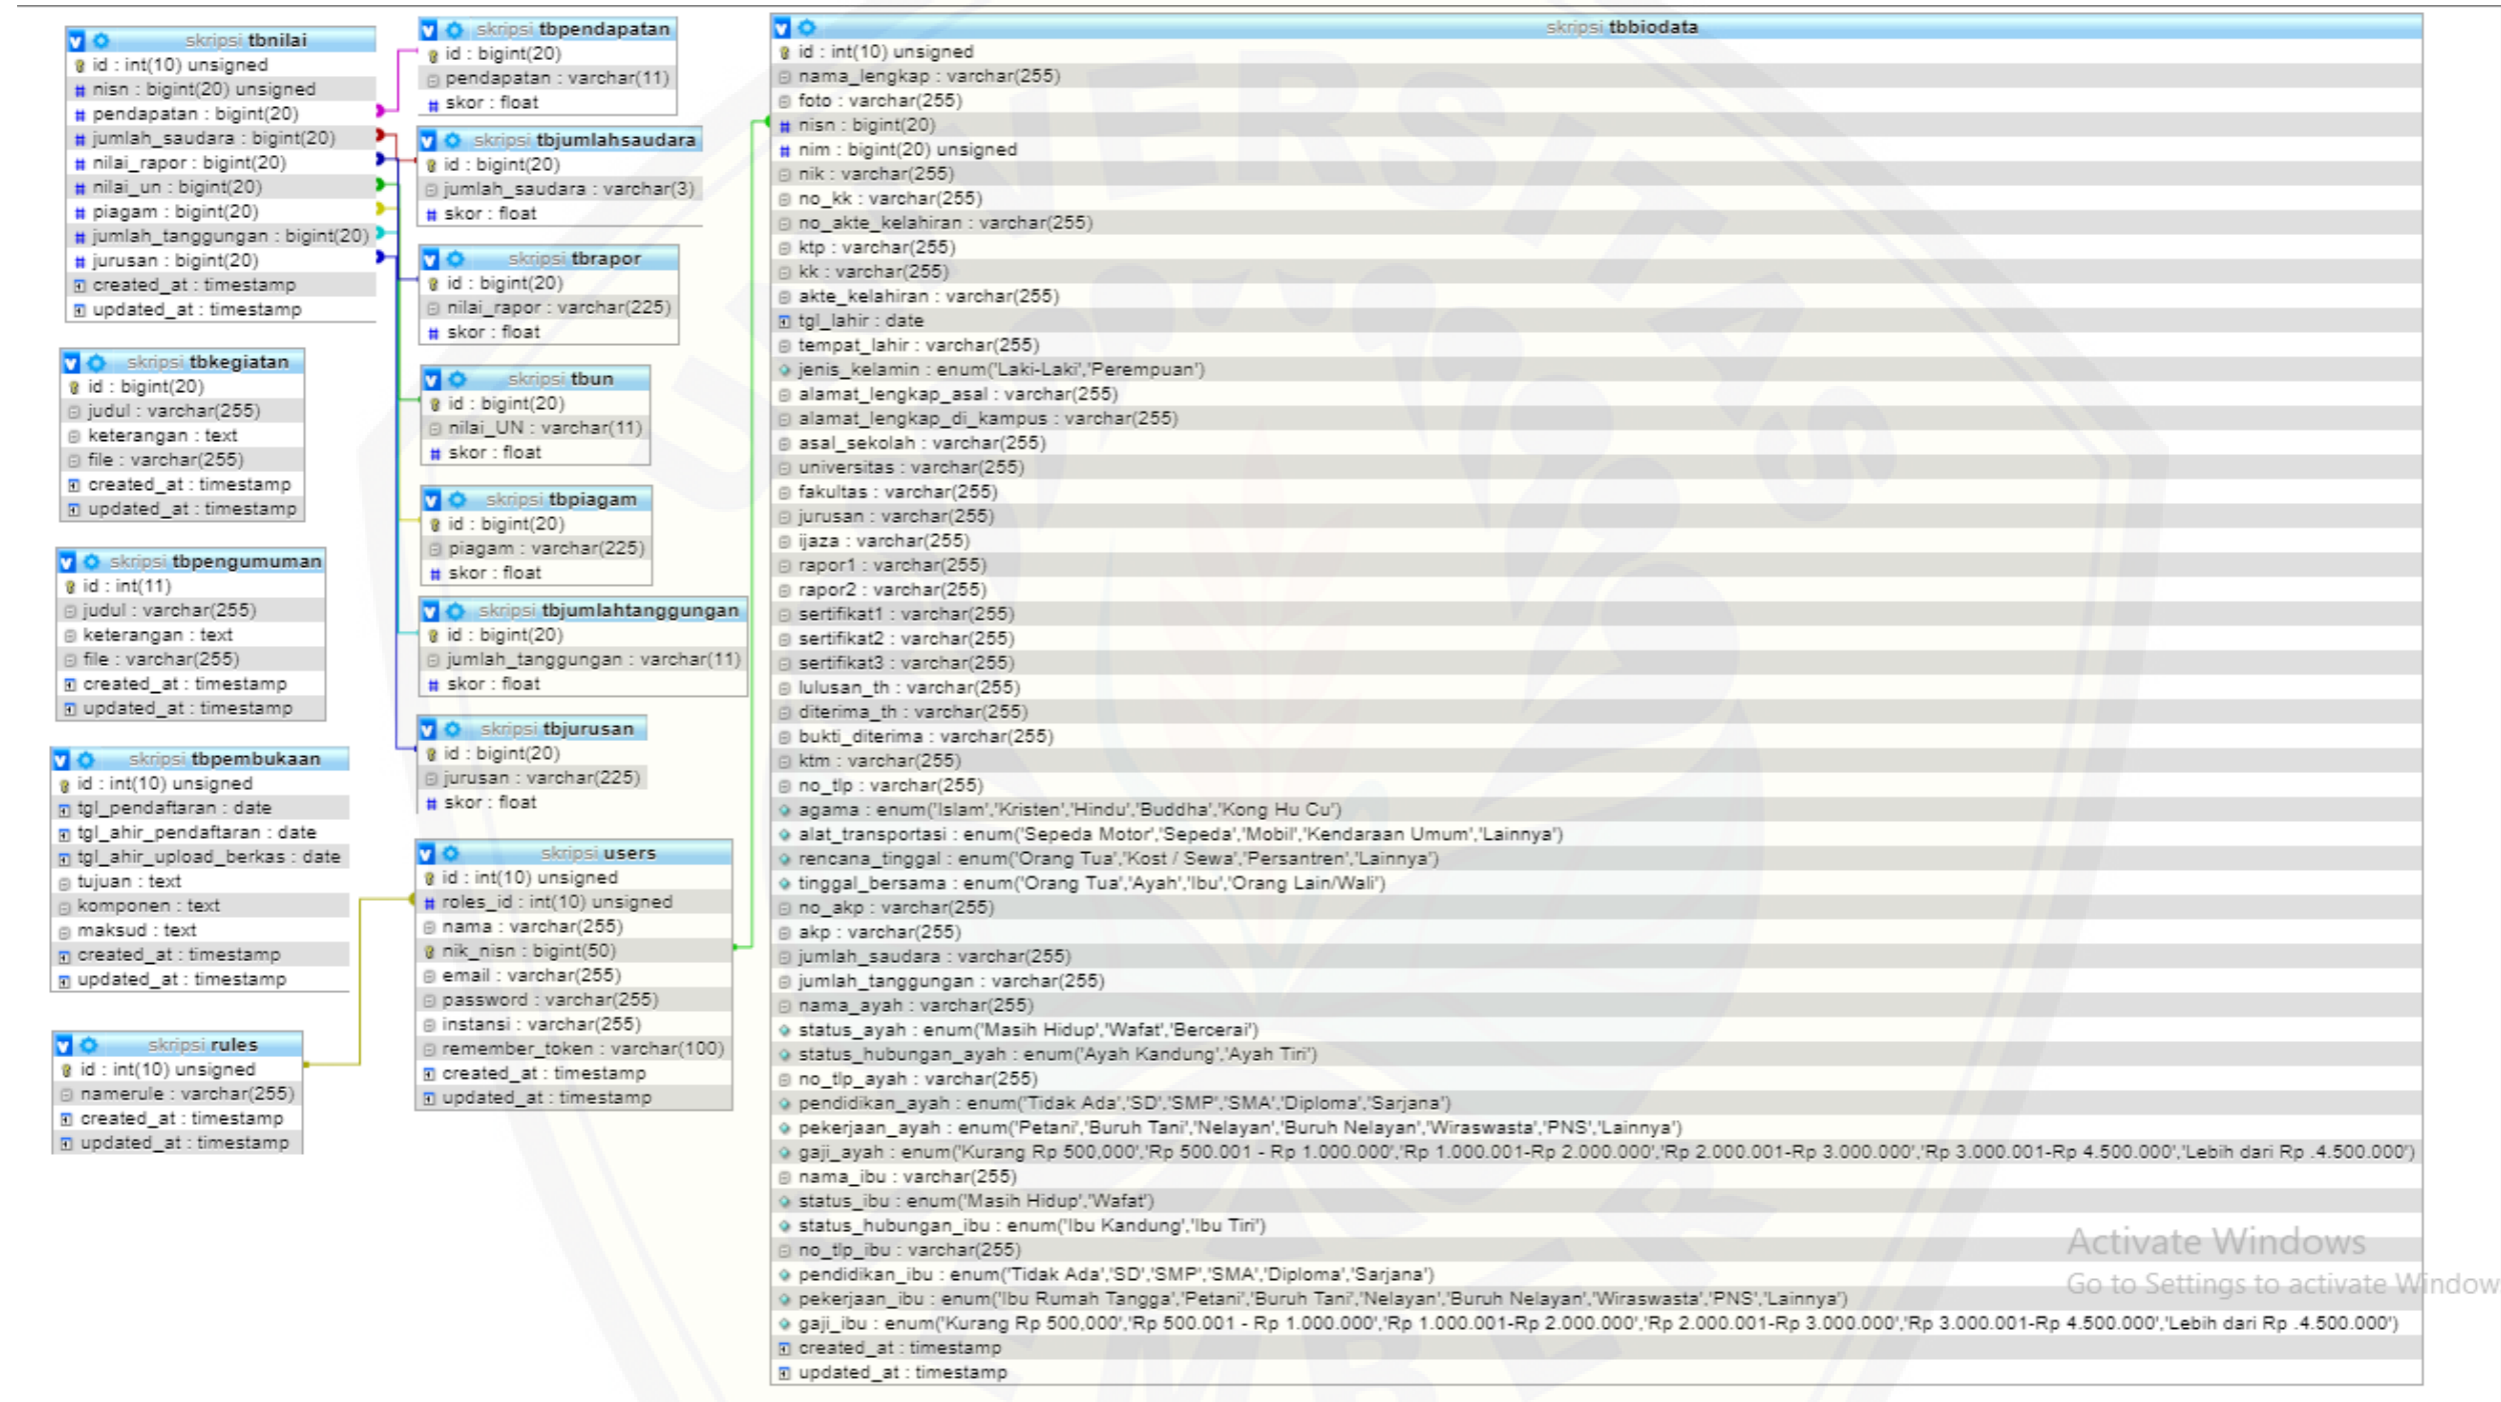 skripsi tbnilai
id : int(10) unsigned
nisn : bigint(20) unsigned
pendapatan : bigint(20)
jumlah_saudara : bigint(20)
nilai_rapor : bigint(20)
nilai_un : bigint(20)
piagam : bigint(20)
jumlah_tanggungan : bigint(20)
jurusan : bigint(20)
created_at : timestamp
updated_at : timestamp
skripsi tbkegiatan
id : bigint(20)
judul : varchar(255)
keterangan : text
file : varchar(255)
created_at : timestamp
updated_at : timestamp
skripsi tbpengumuman
id : int(11)
judul : varchar(255)
keterangan : text
file : varchar(255)
created_at : timestamp
updated_at : timestamp
skripsi tbpembukaan
id : int(10) unsigned
tgl_pendaftaran : date
tgl_ahir_pendaftaran : date
tgl_ahir_upload_berkas : date
tujuan : text
komponen : text
maksud : text
created_at : timestamp
updated_at : timestamp
skripsi rules
id : int(10) unsigned
namerule : varchar(255)
created_at : timestamp
updated_at : timestamp
skripsi tbpendapatan
id : bigint(20)
pendapatan : varchar(11)
skor : float
skripsi tbjumlahsaudara
id : bigint(20)
jumlah_saudara : varchar(3)
skor : float
skripsi tbrapor
id : bigint(20)
nilai_rapor : varchar(225)
skor : float
skripsi tbun
id : bigint(20)
nilai_UN : varchar(11)
skor : float
skripsi tbpiagam
id : bigint(20)
piagam : varchar(225)
skor : float
skripsi tbjumlahtanggungan
id : bigint(20)
jumlah_tanggungan : varchar(11)
skor : float
skripsi tbjurusan
id : bigint(20)
jurusan : varchar(225)
skor : float
skripsi users
id : int(10) unsigned
roles_id : int(10) unsigned
nama : varchar(255)
nik_nisn : bigint(50)
email : varchar(255)
password : varchar(255)
instansi : varchar(255)
remember_token : varchar(100)
created_at : timestamp
updated_at : timestamp
skripsi tbbiodata
id : int(10) unsigned
nama_lengkap : varchar(255)
foto : varchar(255)
nisn : bigint(20)
nim : bigint(20) unsigned
nik : varchar(255)
no_kk : varchar(255)
no_akte_kelahiran : varchar(255)
ktp : varchar(255)
kk : varchar(255)
akte_kelahiran : varchar(255)
tgl_lahir : date
tempat_lahir : varchar(255)
jenis_kelamin : enum('Laki-Laki','Perempuan')
alamat_lengkap_asal : varchar(255)
alamat_lengkap_di_kampus : varchar(255)
asal_sekolah : varchar(255)
universitas : varchar(255)
fakultas : varchar(255)
jurusan : varchar(255)
ijaza : varchar(255)
rapor1 : varchar(255)
rapor2 : varchar(255)
sertifikat1 : varchar(255)
sertifikat2 : varchar(255)
sertifikat3 : varchar(255)
lulusan_th : varchar(255)
diterima_th : varchar(255)
bukti_diterima : varchar(255)
ktm : varchar(255)
no_tlp : varchar(255)
agama : enum('Islam','Kristen','Hindu','Buddha','Kong Hu Cu')
alat_transportasi : enum('Sepeda Motor','Sepeda','Mobil','Kendaraan Umum','Lainnya')
rencana_tinggal : enum('Orang Tua','Kost / Sewa','Persantren','Lainnya')
tinggal_bersama : enum('Orang Tua','Ayah','Ibu','Orang Lain/Wali')
no_akp : varchar(255)
akp : varchar(255)
jumlah_saudara : varchar(255)
jumlah_tanggungan : varchar(255)
nama_ayah : varchar(255)
status_ayah : enum('Masih Hidup','Wafat','Bercerai')
status_hubungan_ayah : enum('Ayah Kandung','Ayah Tiri')
no_tlp_ayah : varchar(255)
pendidikan_ayah : enum('Tidak Ada','SD','SMP','SMA','Diploma','Sarjana')
pekerjaan_ayah : enum('Petani','Buruh Tani','Nelayan','Buruh Nelayan','Wiraswasta','PNS','Lainnya')
gaji_ayah : enum('Kurang Rp 500,000','Rp 500.001 - Rp 1.000.000','Rp 1.000.001-Rp 2.000.000','Rp 2.000.001-Rp 3.000.000','Rp 3.000.001-Rp 4.500.000','Lebih dari Rp .4.500.000')
nama_ibu : varchar(255)
status_ibu : enum('Masih Hidup','Wafat')
status_hubungan_ibu : enum('Ibu Kandung','Ibu Tiri')
no_tlp_ibu : varchar(255)
pendidikan_ibu : enum('Tidak Ada','SD','SMP','SMA','Diploma','Sarjana')
pekerjaan_ibu : enum('Ibu Rumah Tangga','Petani','Buruh Tani','Nelayan','Buruh Nelayan','Wiraswasta','PNS','Lainnya')
gaji_ibu : enum('Kurang Rp 500,000','Rp 500.001 - Rp 1.000.000','Rp 1.000.001-Rp 2.000.000','Rp 2.000.001-Rp 3.000.000','Rp 3.000.001-Rp 4.500.000','Lebih dari Rp .4.500.000')
created_at : timestamp
updated_at : timestamp
Activate Windows
Go to Settings to activate Window
UNIVERSITAS